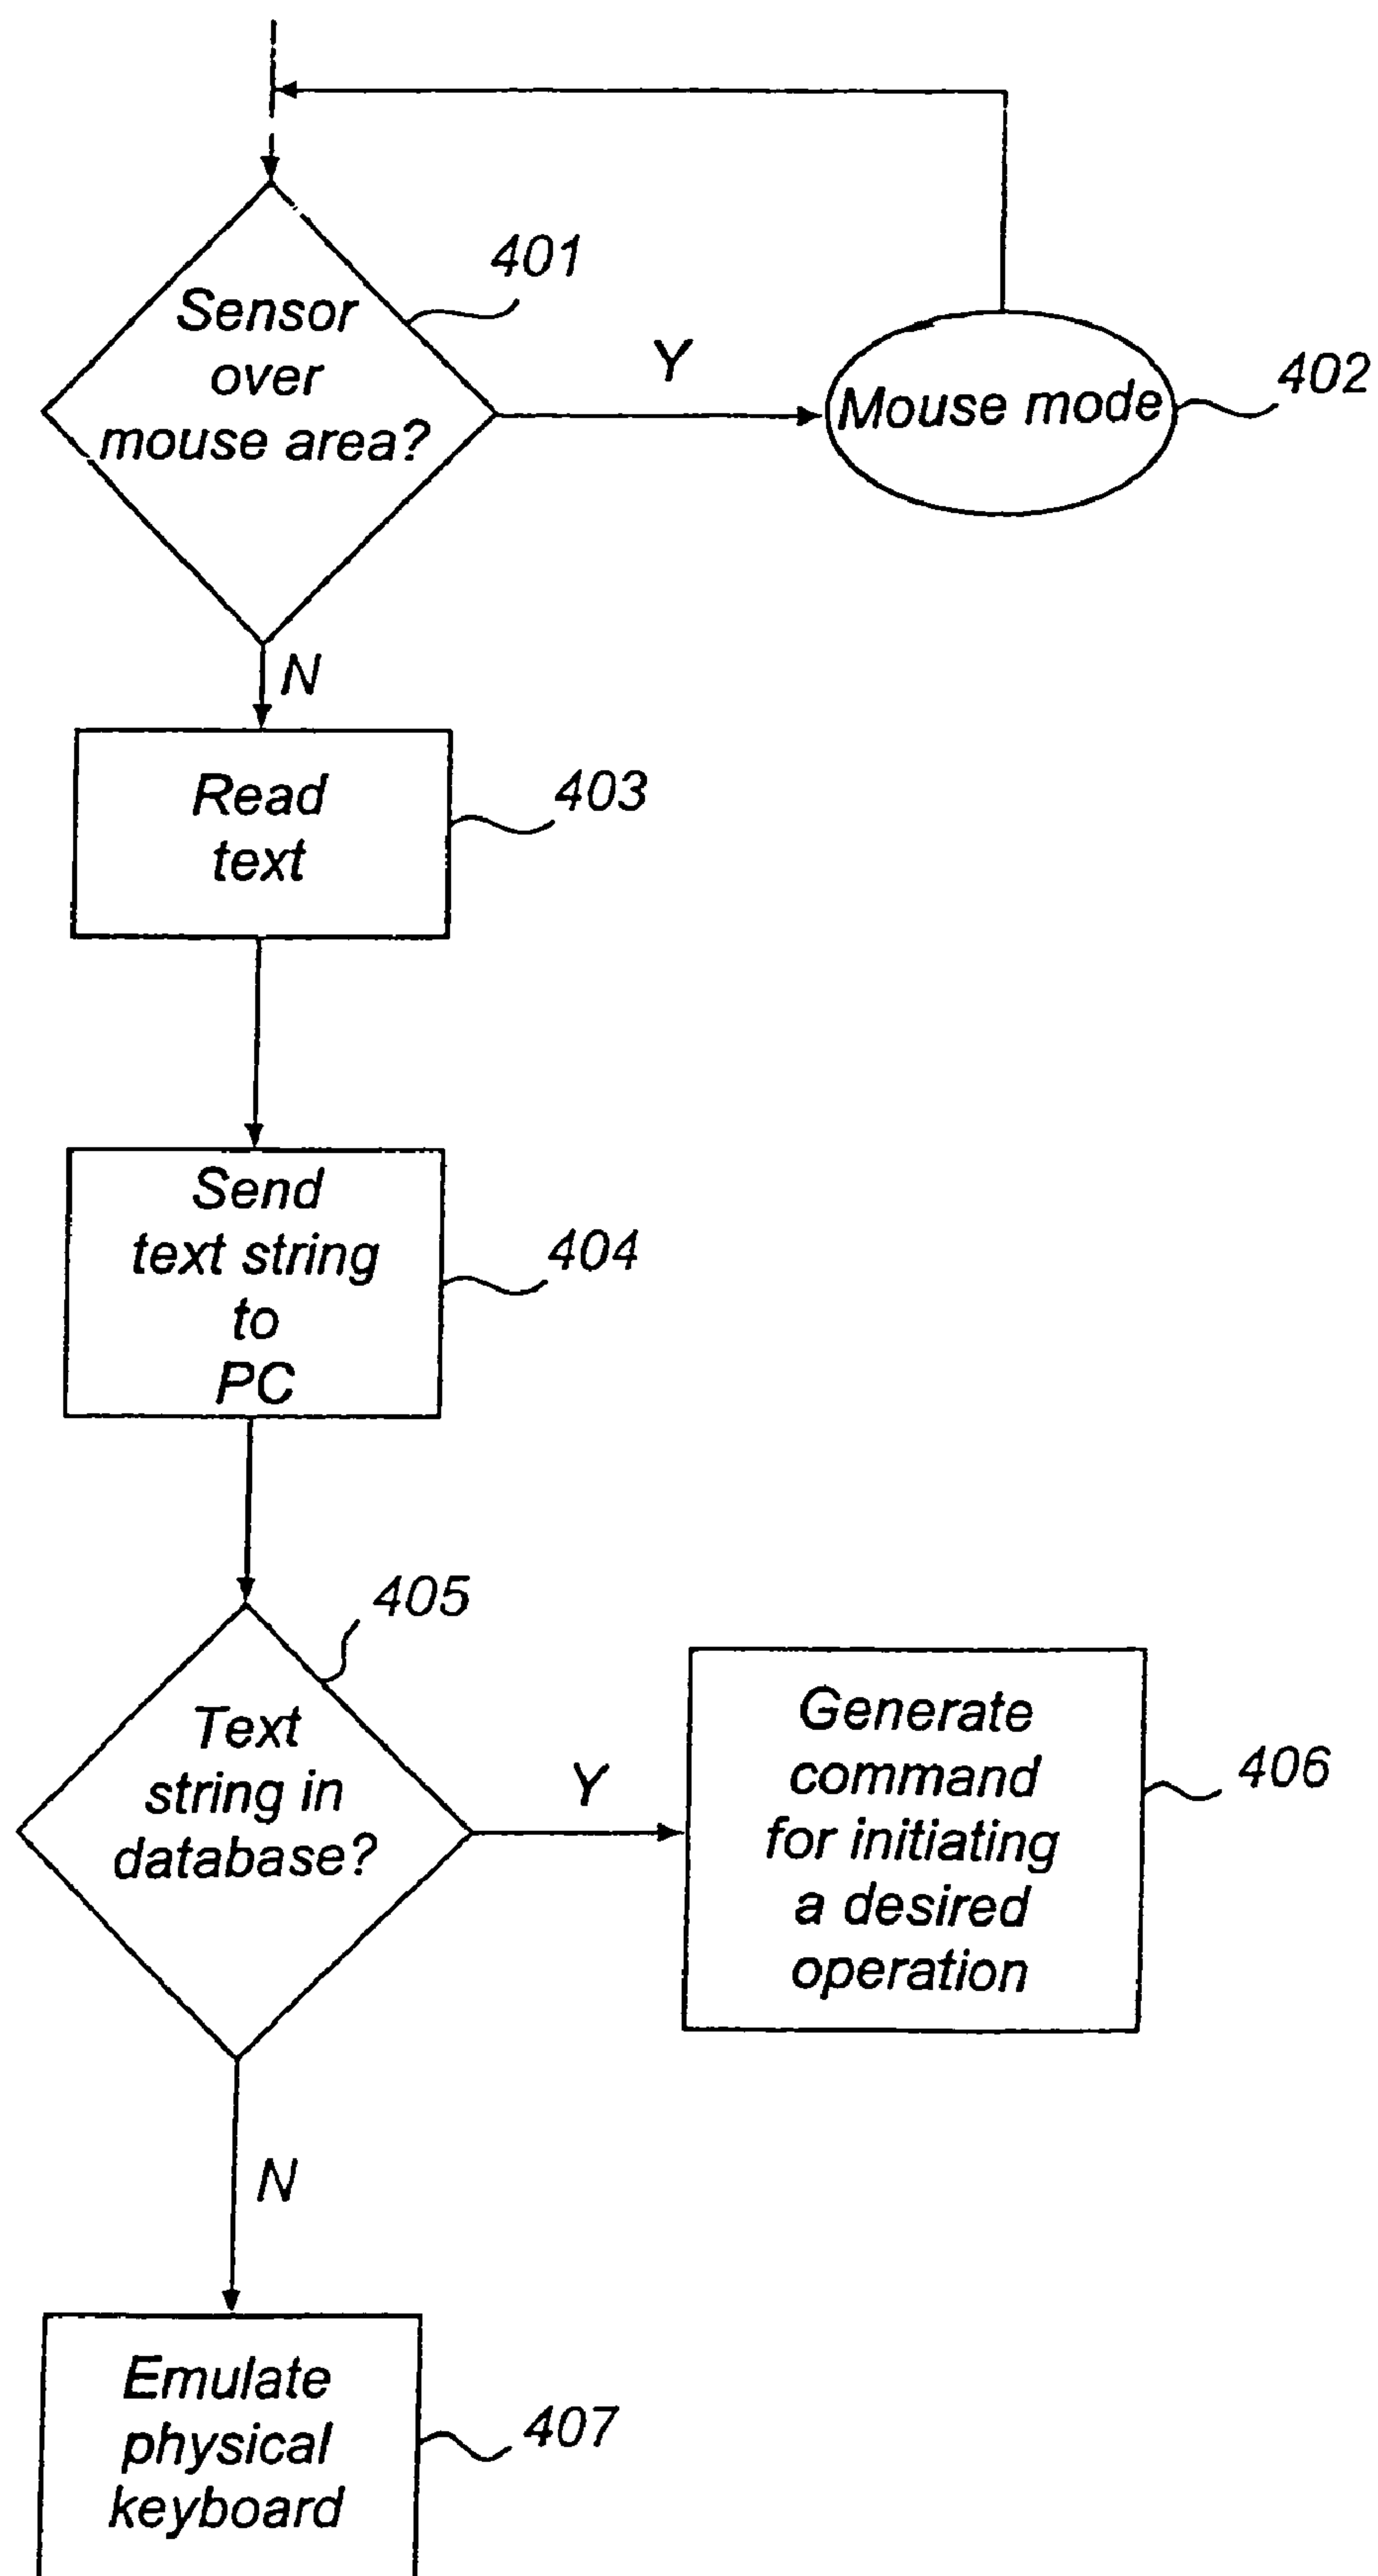 401
Sensor
over
mouse area?
Y
Mouse mode
402
N
Read
text
403
Send
text string
to
PC
404
405
Text
string in
database?
Y
Generate
command
for initiating
a desired
operation
406
N
Emulate
physical
keyboard
407